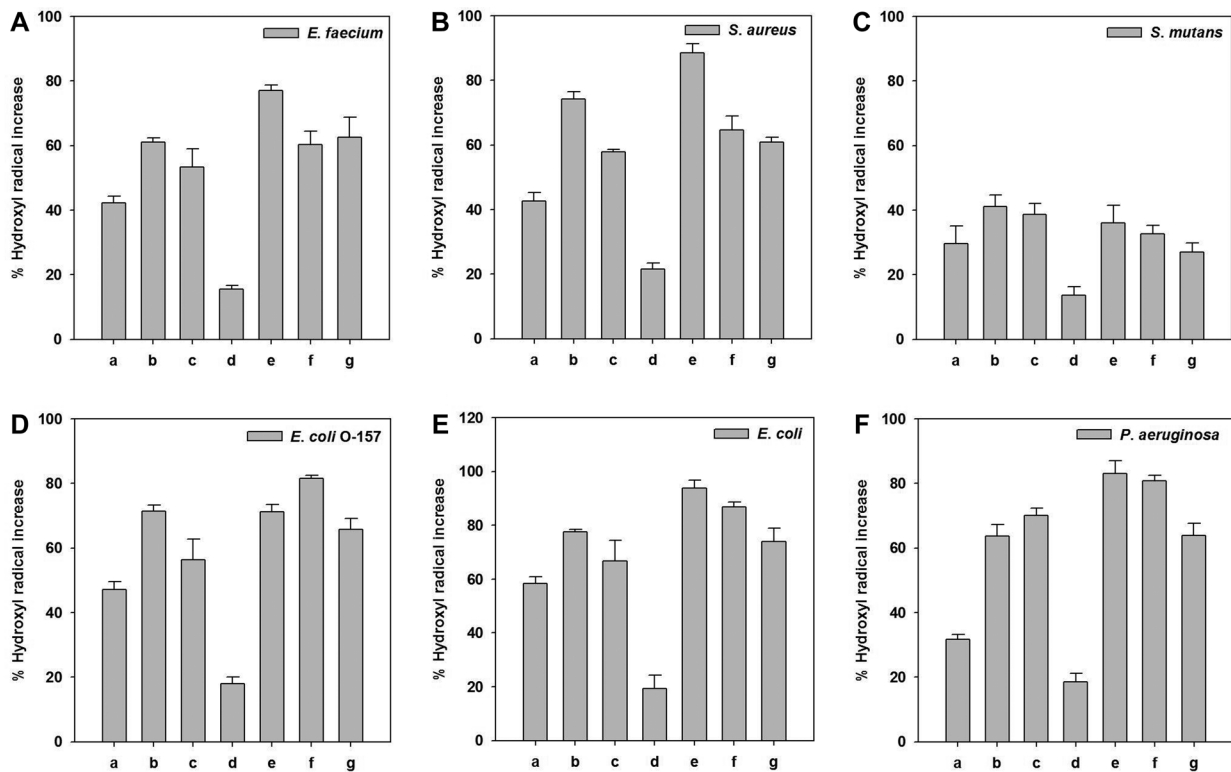 A
% Hydroxyl radical increase
100
80
60
40
20
0
E. faecium
a b c d e f g
B
% Hydroxyl radical increase
100
80
60
40
20
0
S. aureus
a b c d e f g
C
% Hydroxyl radical increase
100
80
60
40
20
0
S. mutans
a b c d e f g
D
% Hydroxyl radical increase
100
80
60
40
20
0
E. coli O-157
a b c d e f g
E
% Hydroxyl radical increase
120
100
80
60
40
20
0
E. coli
a b c d e f g
F
% Hydroxyl radical increase
100
80
60
40
20
0
P. aeruginosa
a b c d e f g